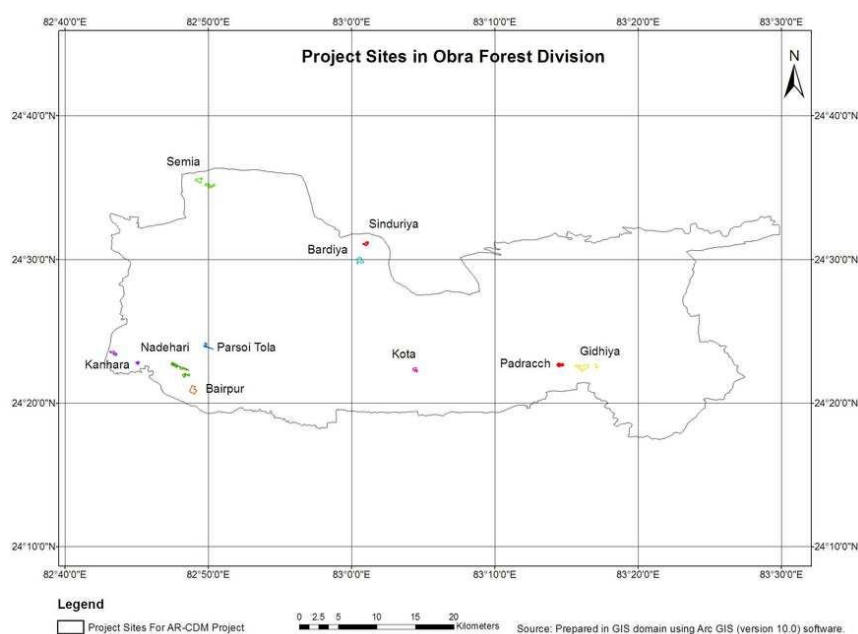 82°40'0"E 82°50'0"E 83°0'0"E 83°10'0"E 83°20'0"E 83°30'0"E
Project Sites in Obra Forest Division
N
24°40'0"N 24°40'0"N
Semia
Sinduriya
Bardiya
24°30'0"N 24°30'0"N
Nadehari Parsoi Tola
Kanhara
Kota
Padracch
Gidhiya
Bairpur
24°20'0"N 24°20'0"N
24°10'0"N 24°10'0"N
82°40'0"E 82°50'0"E 83°0'0"E 83°10'0"E 83°20'0"E 83°30'0"E
Legend
Project Sites For AR-CDM Project
0 2.5 5 10 15 20
Kilometers
Source: Prepared in GIS domain using Arc GIS (version 10.0) software.